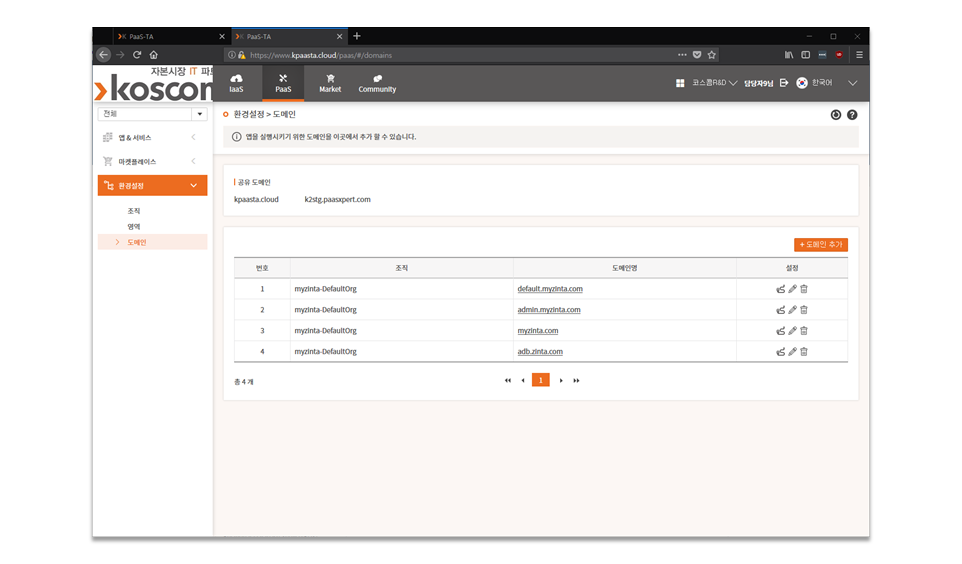 PaaS-TA
PaaS-TA
https://www.kpaasta.cloud/paas/#/domains
자본시장 IT 파트
koscom
IaaS
PaaS
Market
Community
코스콤R&D
담당자9님
한국어
전체
앱 & 서비스
마켓플레이스
환경설정
조직
영역
도메인
환경설정 > 도메인
앱을 실행시키기 위한 도메인을 이곳에서 추가 할 수 있습니다.
공유 도메인
kpaasta.cloud k2stg.paasxpert.com
+ 도메인 추가
번호 조직 도메인명 설정
1 myzinta-DefaultOrg default.myzinta.com
2 myzinta-DefaultOrg admin.myzinta.com
3 myzinta-DefaultOrg myzinta.com
4 myzinta-DefaultOrg adb.zinta.com
총 4 개
1